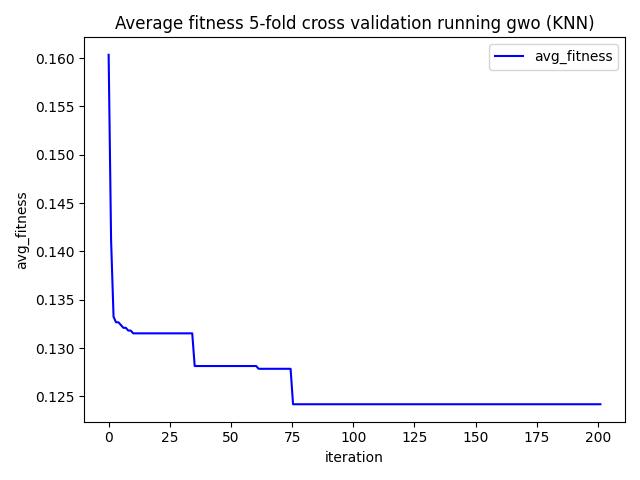 Average fitness 5-fold cross validation running gwo (KNN)
avg_fitness
0.160
0.155
0.150
0.145
0.140
0.135
0.130
0.125
avg_fitness
0 25 50 75 100 125 150 175 200
iteration